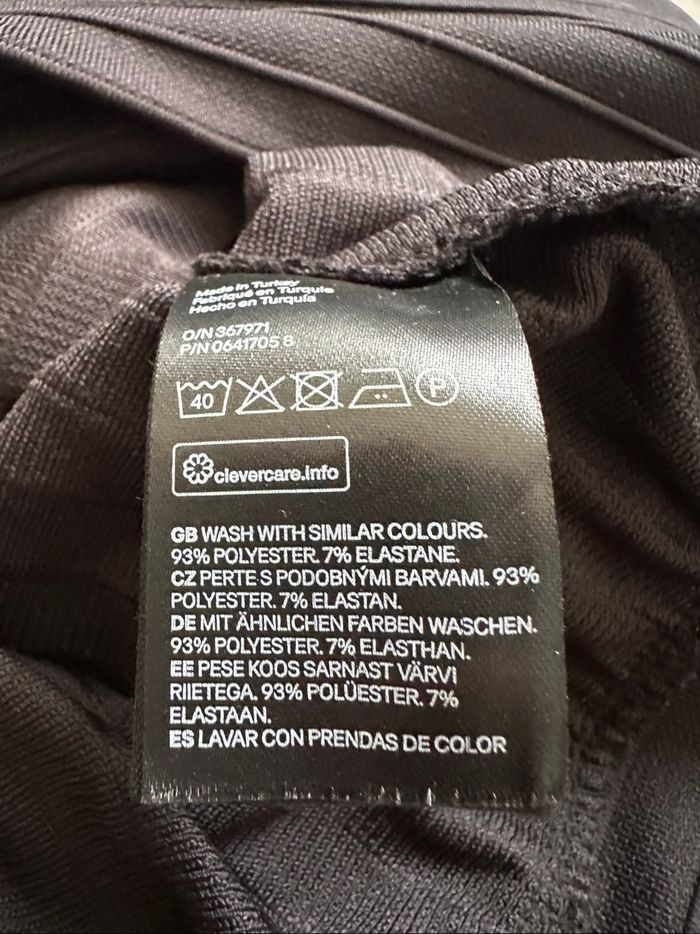 Made in Turkey
Fabriqué en Turquie
Hecho en Turquía
O/N 367971
P/N 0641705 8
40 P
clevercare.info
GB WASH WITH SIMILAR COLOURS.
93% POLYESTER. 7% ELASTANE.
CZ PERTE S PODOBNÝMI BARVAMI. 93%
POLYESTER. 7% ELASTAN.
DE MIT ÄHNLICHEN FARBEN WASCHEN.
93% POLYESTER. 7% ELASTHAN.
EE PESE KOOS SARNAST VÄRVI
RIIETEGA. 93% POLÜESTER. 7%
ELASTAAN.
ES LAVAR CON PRENDAS DE COLOR